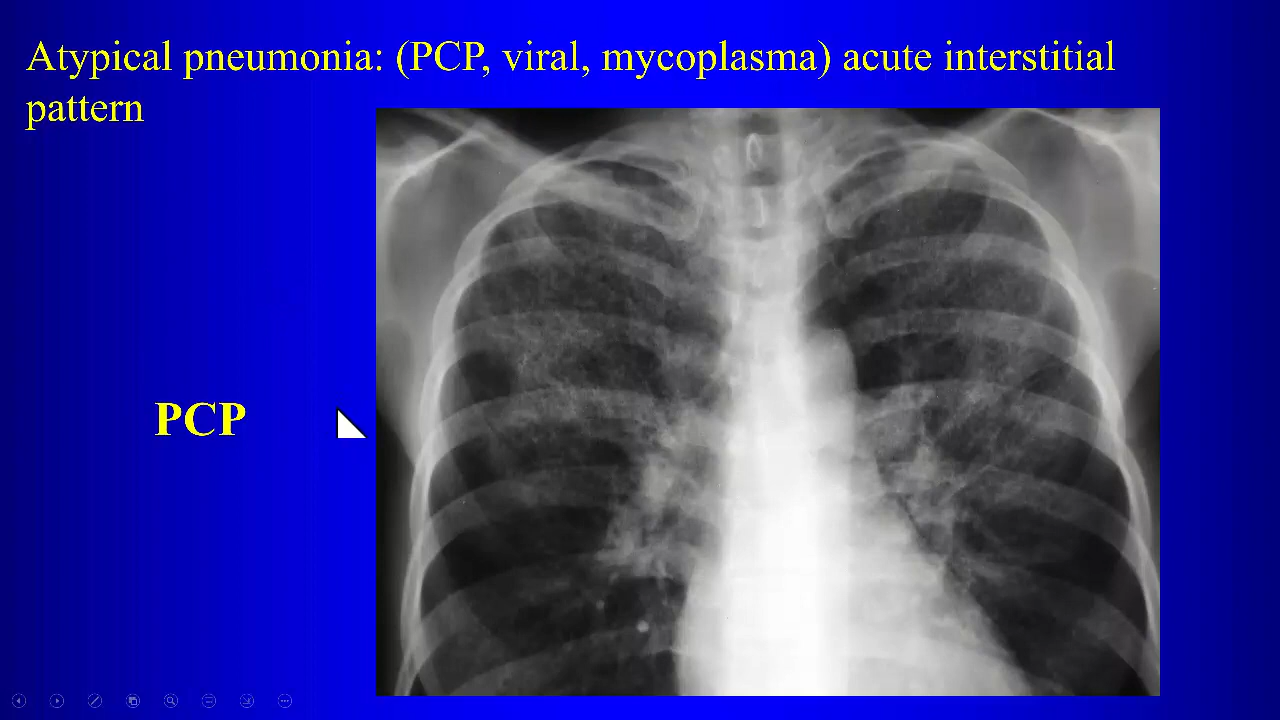 Atypical pneumonia: (PCP, viral, mycoplasma) acute interstitial
pattern
PCP